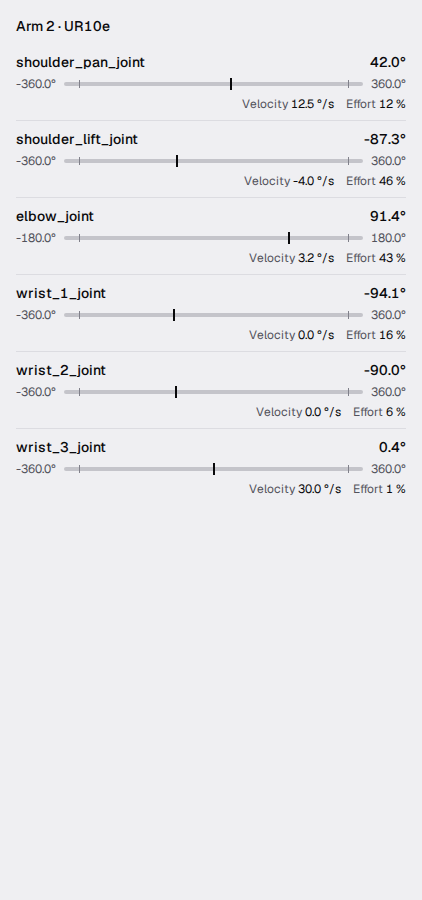 Arm 2 · UR10e
shoulder_pan_joint 42.0°
-360.0° 360.0°
Velocity 12.5 °/s Effort 12 %
shoulder_lift_joint -87.3°
-360.0° 360.0°
Velocity -4.0 °/s Effort 46 %
elbow_joint 91.4°
-180.0° 180.0°
Velocity 3.2 °/s Effort 43 %
wrist_1_joint -94.1°
-360.0° 360.0°
Velocity 0.0 °/s Effort 16 %
wrist_2_joint -90.0°
-360.0° 360.0°
Velocity 0.0 °/s Effort 6 %
wrist_3_joint 0.4°
-360.0° 360.0°
Velocity 30.0 °/s Effort 1 %